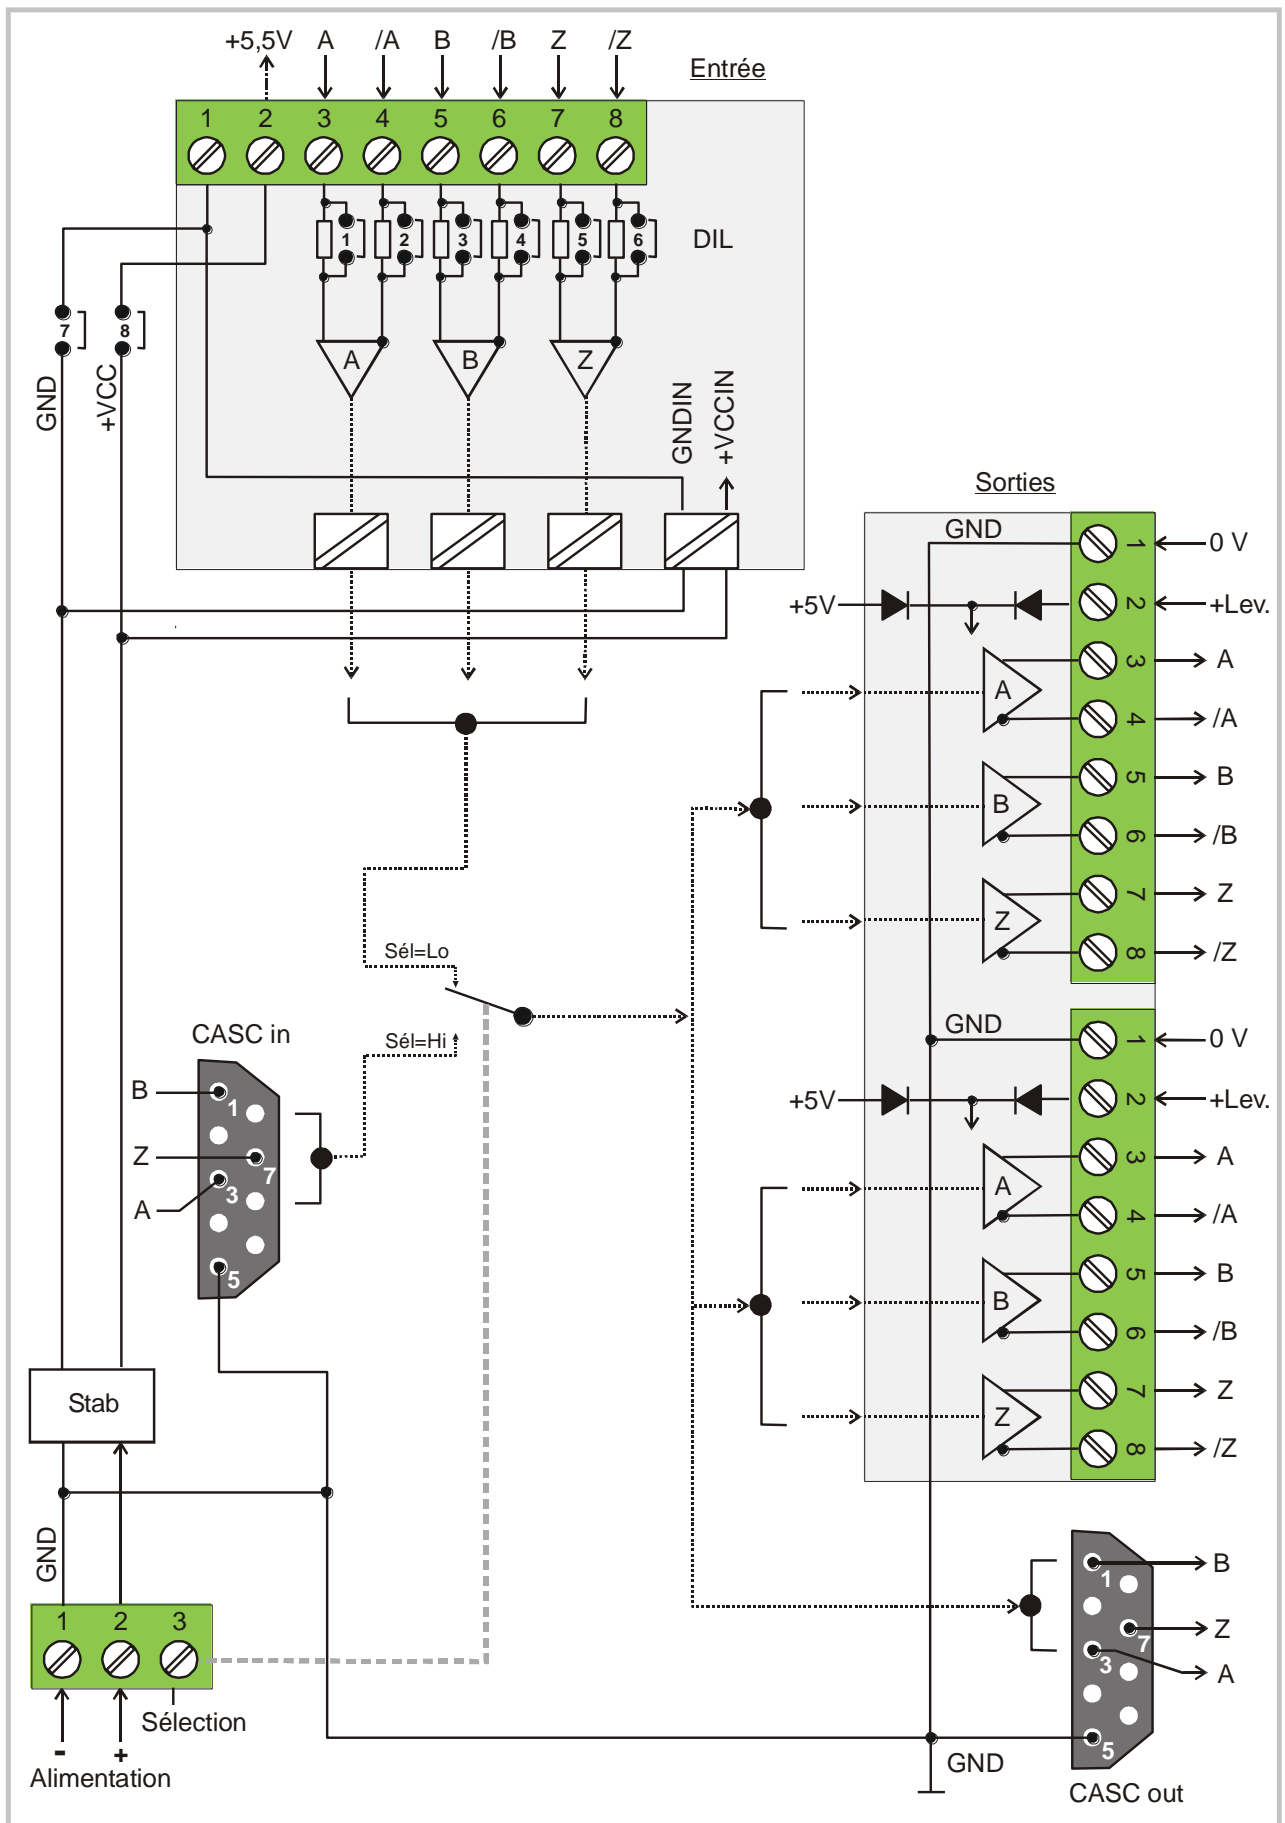 +5,5V A /A B /B Z /Z
Entrée
1 2 3 4 5 6 7 8
1 2 3 4 5 6 DIL
7 8
A B Z
GND +VCC
GNDIN +VCCIN
Sorties
GND 1 0 V
+5V 2 +Lev.
3 A
A
4 /A
5 B
B
6 /B
7 Z
Z
8 /Z
Sél=Lo
Sél=Hi
GND 1 0 V
+5V 2 +Lev.
3 A
A
4 /A
5 B
B
6 /B
7 Z
Z
8 /Z
CASC in
B 1
Z 7
A 3
5
Stab
GND
1 2 3
Sélection
- +
Alimentation
1 B
7 Z
3 A
5
GND
CASC out